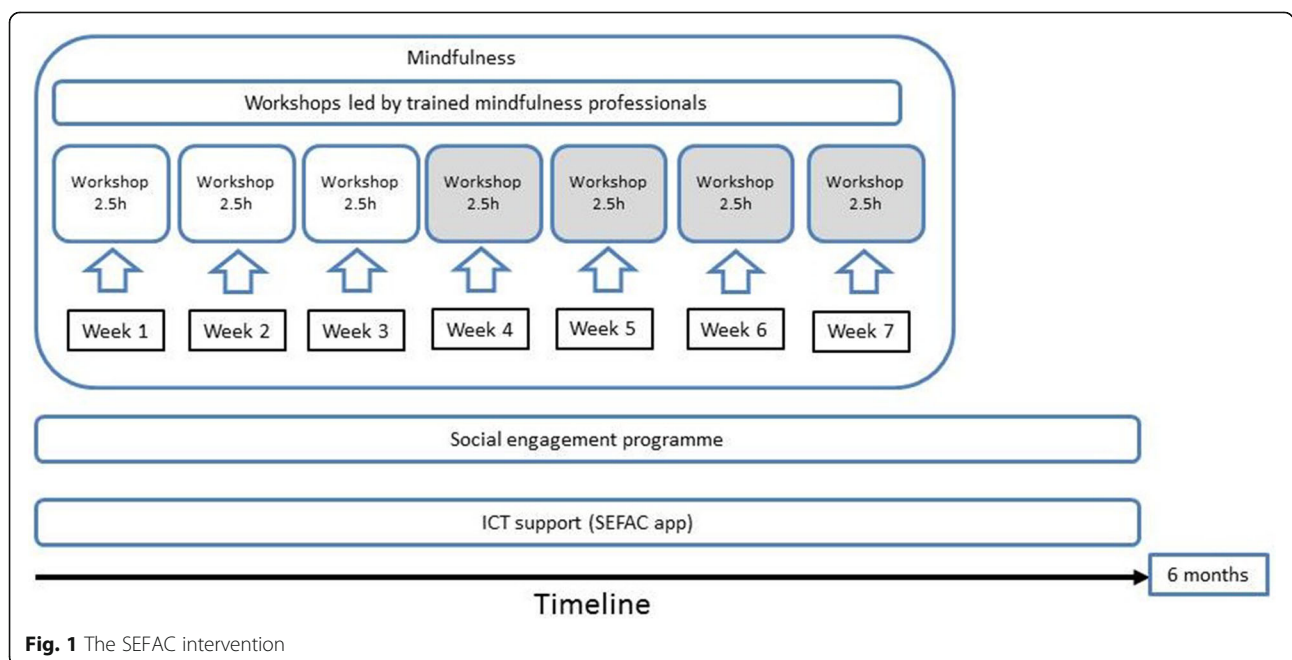 Mindfulness
Workshops led by trained mindfulness professionals
Workshop 2.5h
Workshop 2.5h
Workshop 2.5h
Workshop 2.5h
Workshop 2.5h
Workshop 2.5h
Workshop 2.5h
Week 1
Week 2
Week 3
Week 4
Week 5
Week 6
Week 7
Social engagement programme
ICT support (SEFAC app)
6 months
Timeline
Fig. 1 The SEFAC intervention